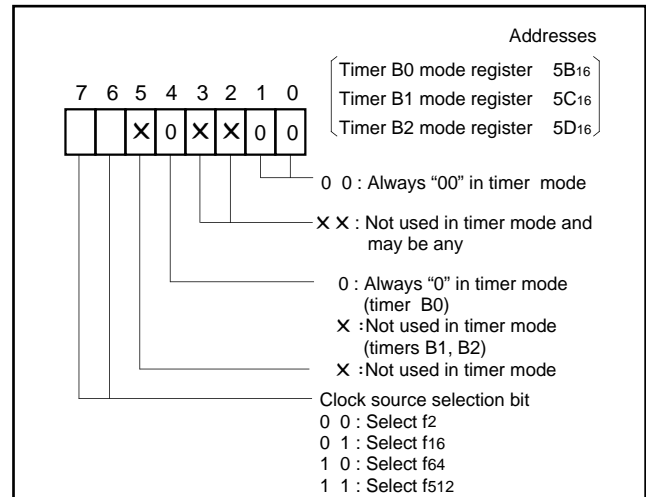 Addresses
Timer B0 mode register 5B16
Timer B1 mode register 5C16
Timer B2 mode register 5D16
7 6 5 4 3 2 1 0
× 0 × × 0 0
0 0 : Always “00” in timer mode
× × : Not used in timer mode and
may be any
0 : Always “0” in timer mode
(timer B0)
× : Not used in timer mode
(timers B1, B2)
× : Not used in timer mode
Clock source selection bit
0 0 : Select f2
0 1 : Select f16
1 0 : Select f64
1 1 : Select f512